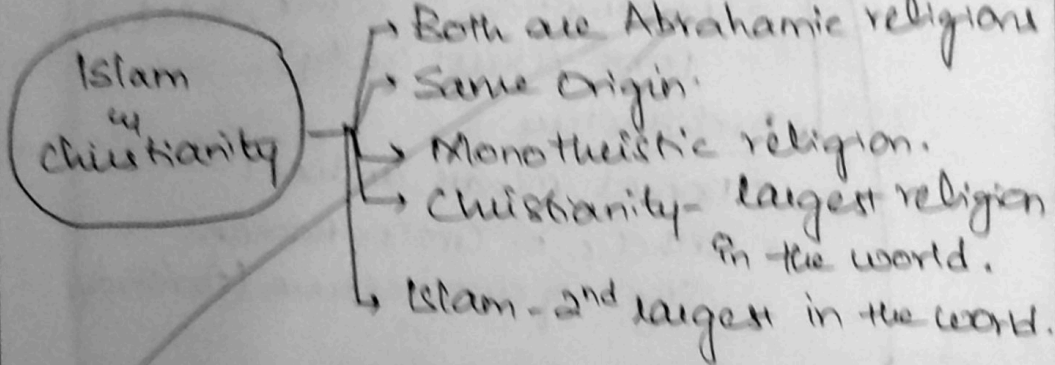 Islam
&
Christianity
→ Both are Abrahamic religions
→ Same Origin.
→ Monotheistic religion.
→ Christianity - largest religion
in the world.
→ Islam - 2nd largest in the world.